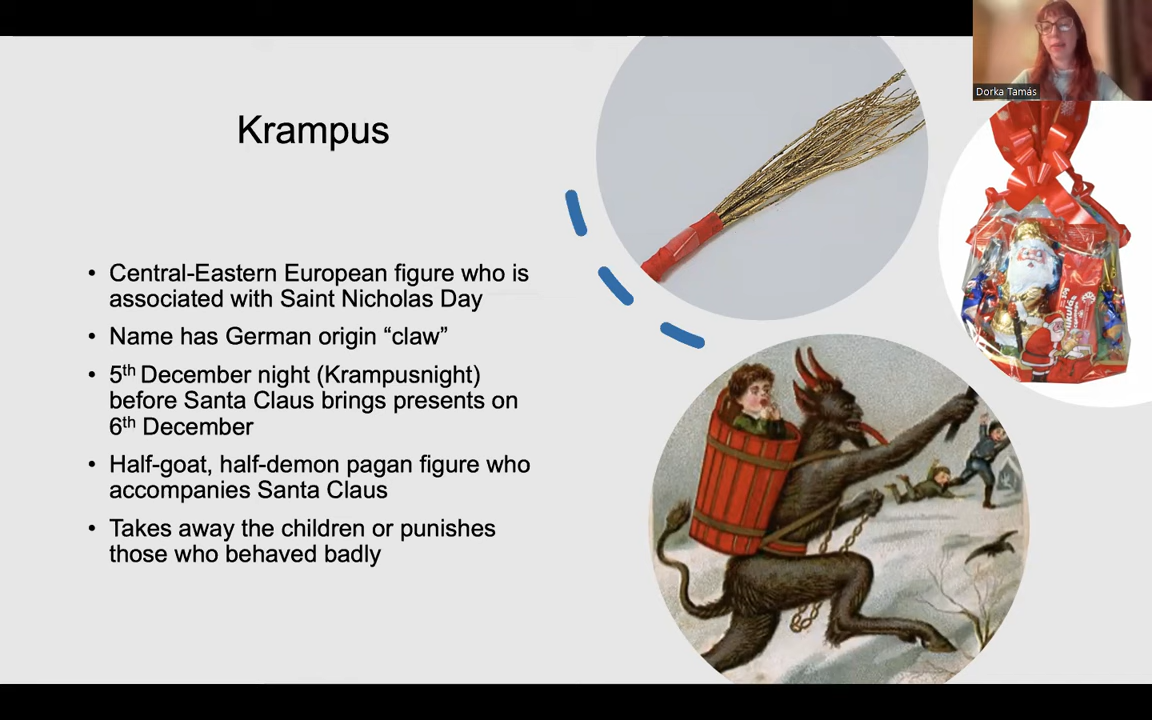 Krampus
• Central-Eastern European figure who is
associated with Saint Nicholas Day
• Name has German origin “claw”
• 5th December night (Krampusnight)
before Santa Claus brings presents on
6th December
• Half-goat, half-demon pagan figure who
accompanies Santa Claus
• Takes away the children or punishes
those who behaved badly
Dorka Tamás